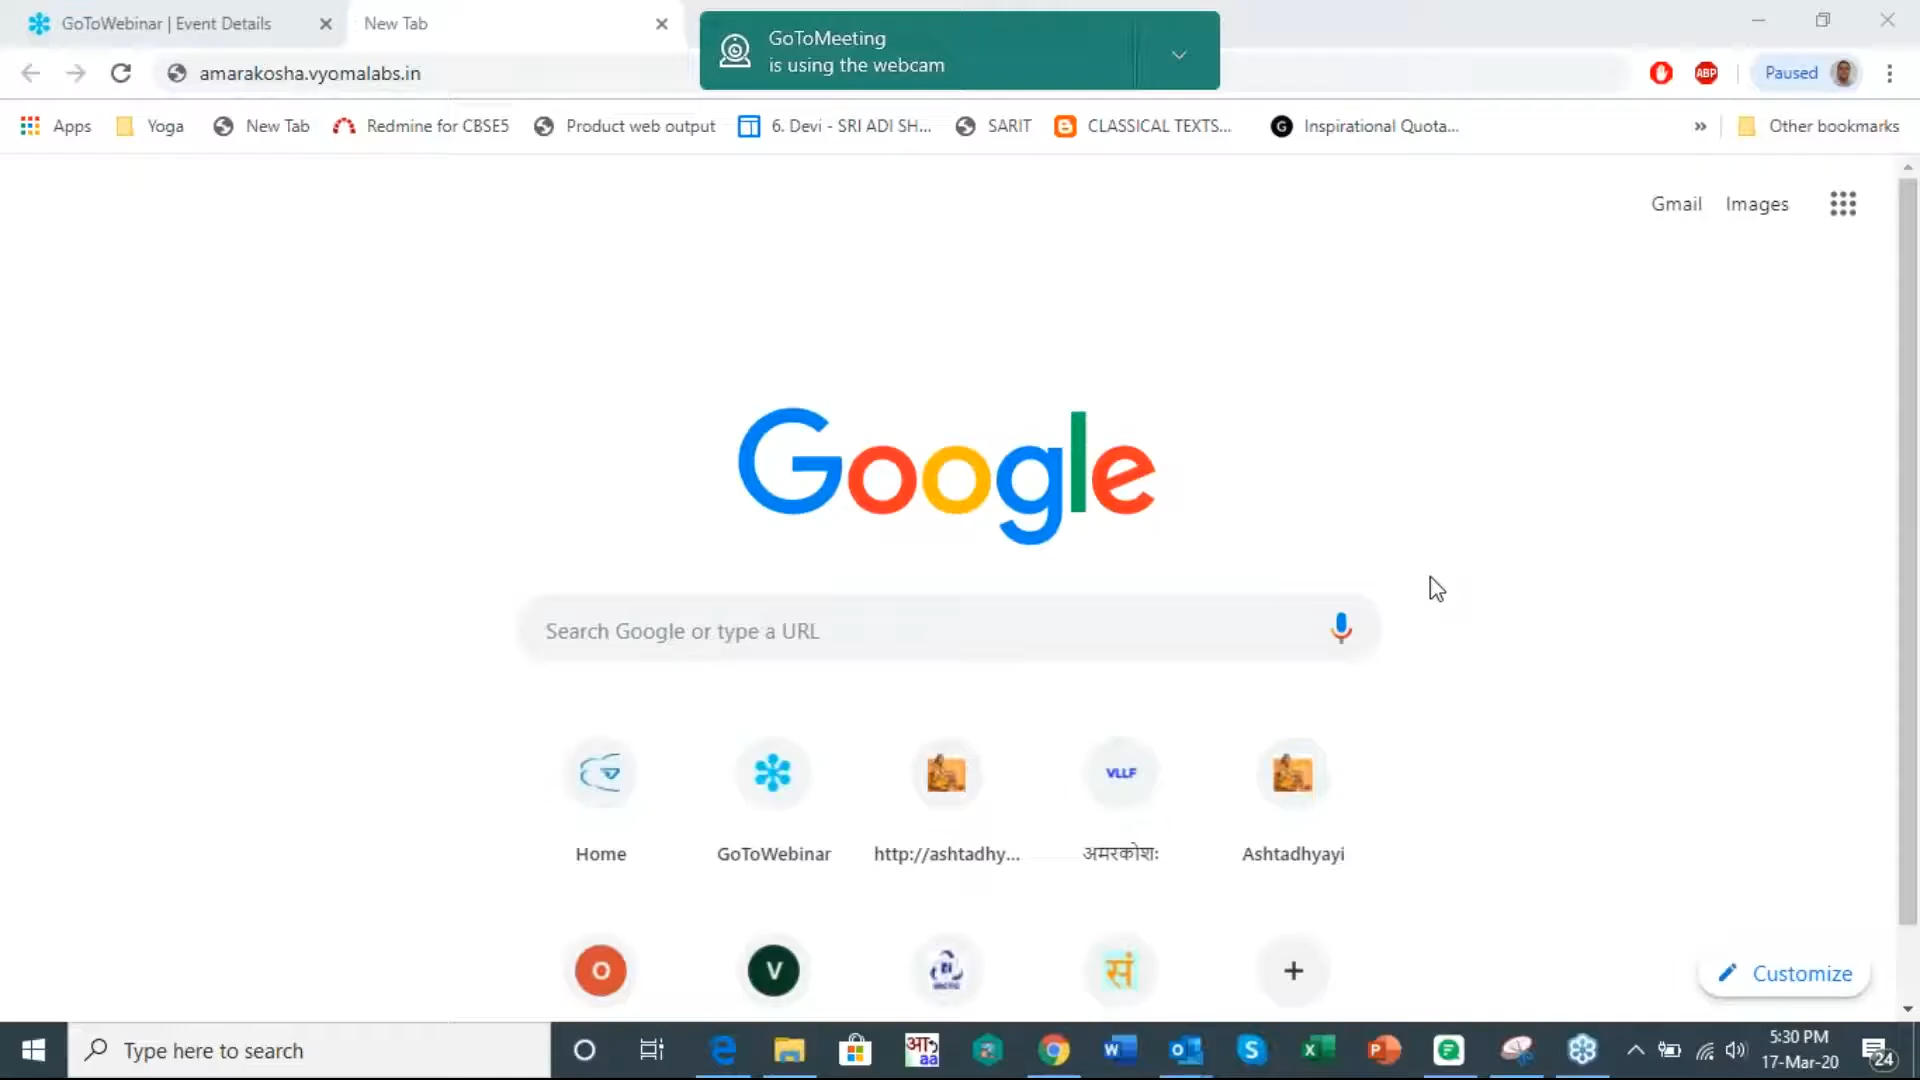 GoToWebinar | Event Details
New Tab
GoToMeeting
is using the webcam
amarakosha.vyomalabs.in
ABP
Paused
Apps
Yoga
New Tab
Redmine for CBSE5
Product web output
6. Devi - SRI ADI SH...
SARIT
CLASSICAL TEXTS...
G
Inspirational Quota...
»
Other bookmarks
Gmail
Images
Google
Search Google or type a URL
VLLF
Home
GoToWebinar
http://ashtadhy...
अमरकोशः
Ashtadhyayi
O
V
सं
Customize
Type here to search
5:30 PM
17-Mar-20
24